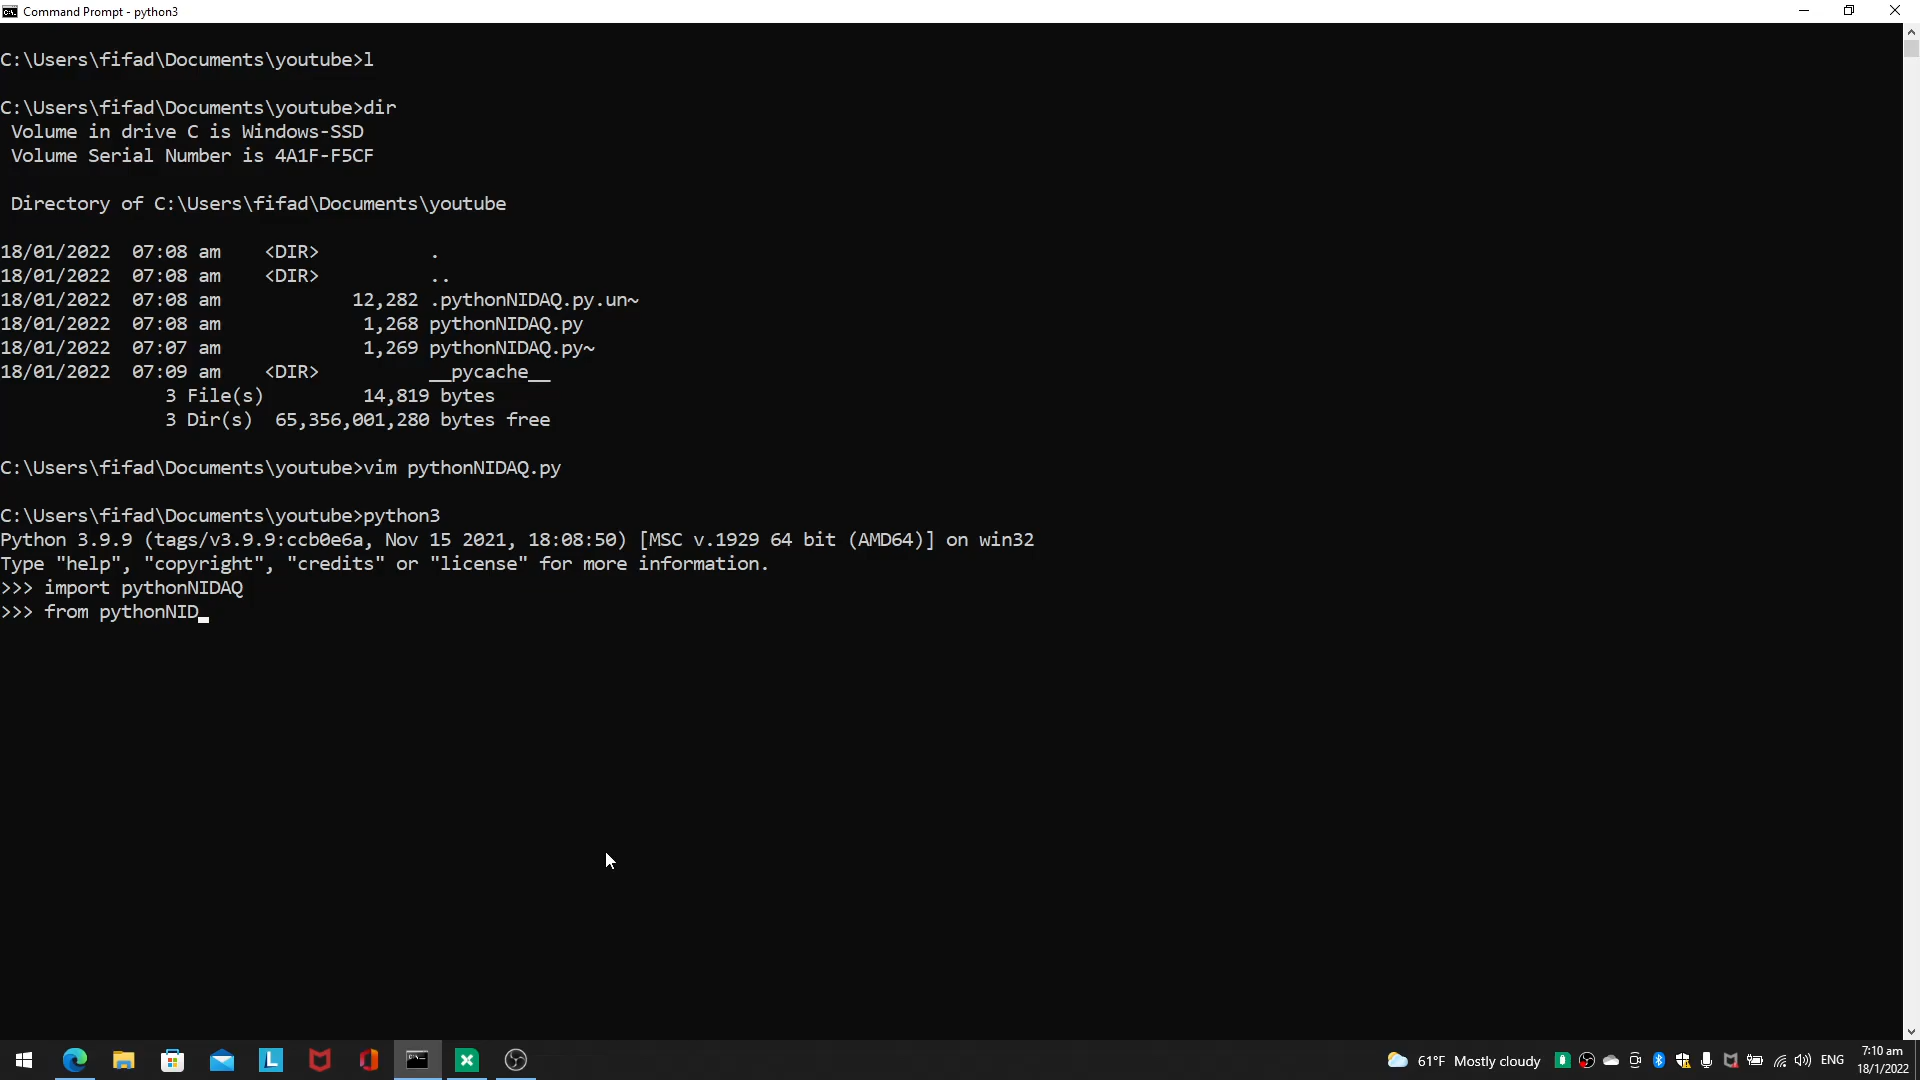 Command Prompt - python3
C:\Users\fifad\Documents\youtube>l
C:\Users\fifad\Documents\youtube>dir
Volume in drive C is Windows-SSD
Volume Serial Number is 4A1F-F5CF
Directory of C:\Users\fifad\Documents\youtube
18/01/2022  07:08 am    <DIR>          .
18/01/2022  07:08 am    <DIR>          ..
18/01/2022  07:08 am            12,282 .pythonNIDAQ.py.un~
18/01/2022  07:08 am             1,268 pythonNIDAQ.py
18/01/2022  07:07 am             1,269 pythonNIDAQ.py~
18/01/2022  07:09 am    <DIR>          __pycache__
3 File(s)         14,819 bytes
3 Dir(s)  65,356,001,280 bytes free
C:\Users\fifad\Documents\youtube>vim pythonNIDAQ.py
C:\Users\fifad\Documents\youtube>python3
Python 3.9.9 (tags/v3.9.9:ccb0e6a, Nov 15 2021, 18:08:50) [MSC v.1929 64 bit (AMD64)] on win32
Type "help", "copyright", "credits" or "license" for more information.
>>> import pythonNIDAQ
>>> from pythonNID_
61°F Mostly cloudy
ENG
7:10 am
18/1/2022